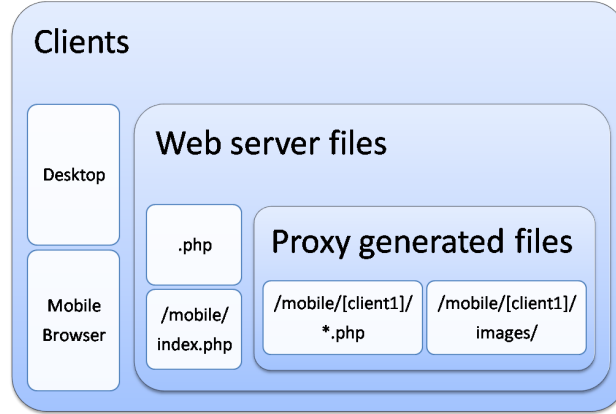 Clients
Desktop
Mobile
Browser
Web server files
.php
/mobile/
index.php
Proxy generated files
/mobile/[client1]/
*.php
/mobile/[client1]/
images/